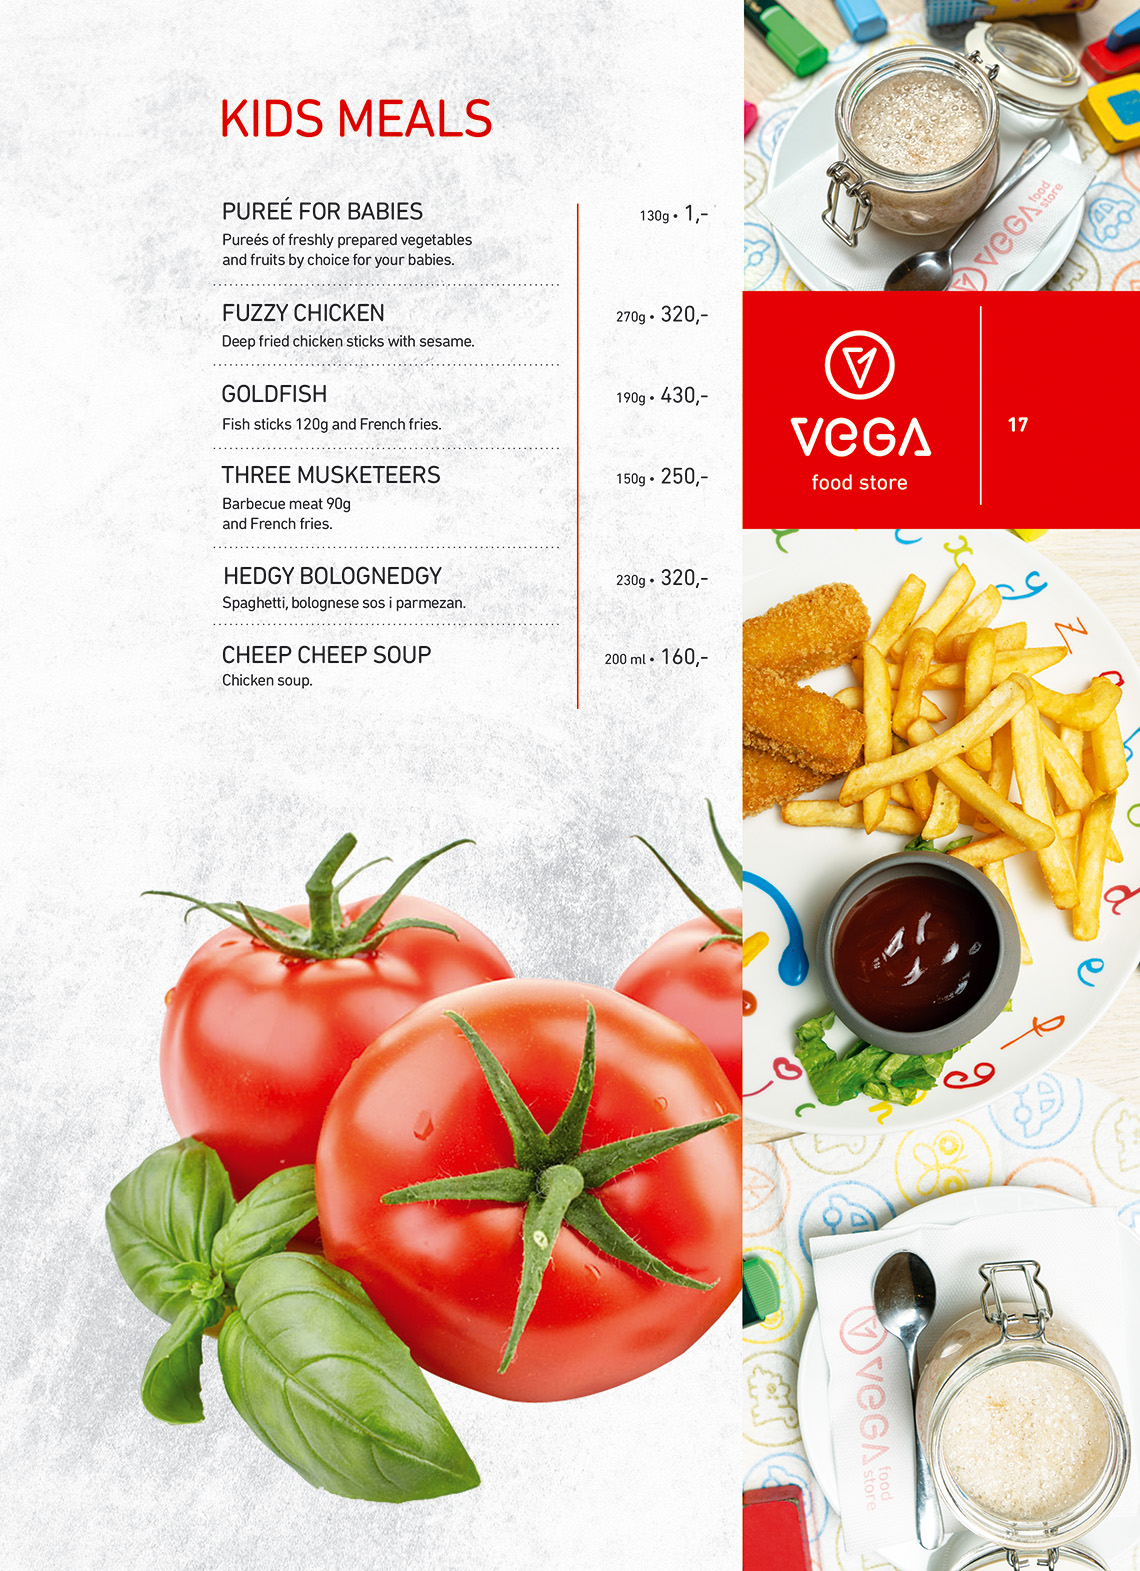 KIDS MEALS
PUREÉ FOR BABIES
130g • 1,-
Pureés of freshly prepared vegetables
and fruits by choice for your babies.
FUZZY CHICKEN
270g • 320,-
Deep fried chicken sticks with sesame.
GOLDFISH
190g • 430,-
Fish sticks 120g and French fries.
THREE MUSKETEERS
150g • 250,-
Barbecue meat 90g
and French fries.
HEDGY BOLOGNEDGY
230g • 320,-
Spaghetti, bolognese sos i parmezan.
CHEEP CHEEP SOUP
200 ml • 160,-
Chicken soup.
VEGA
food
store
VEGA
food store
17
VEGA
food
store